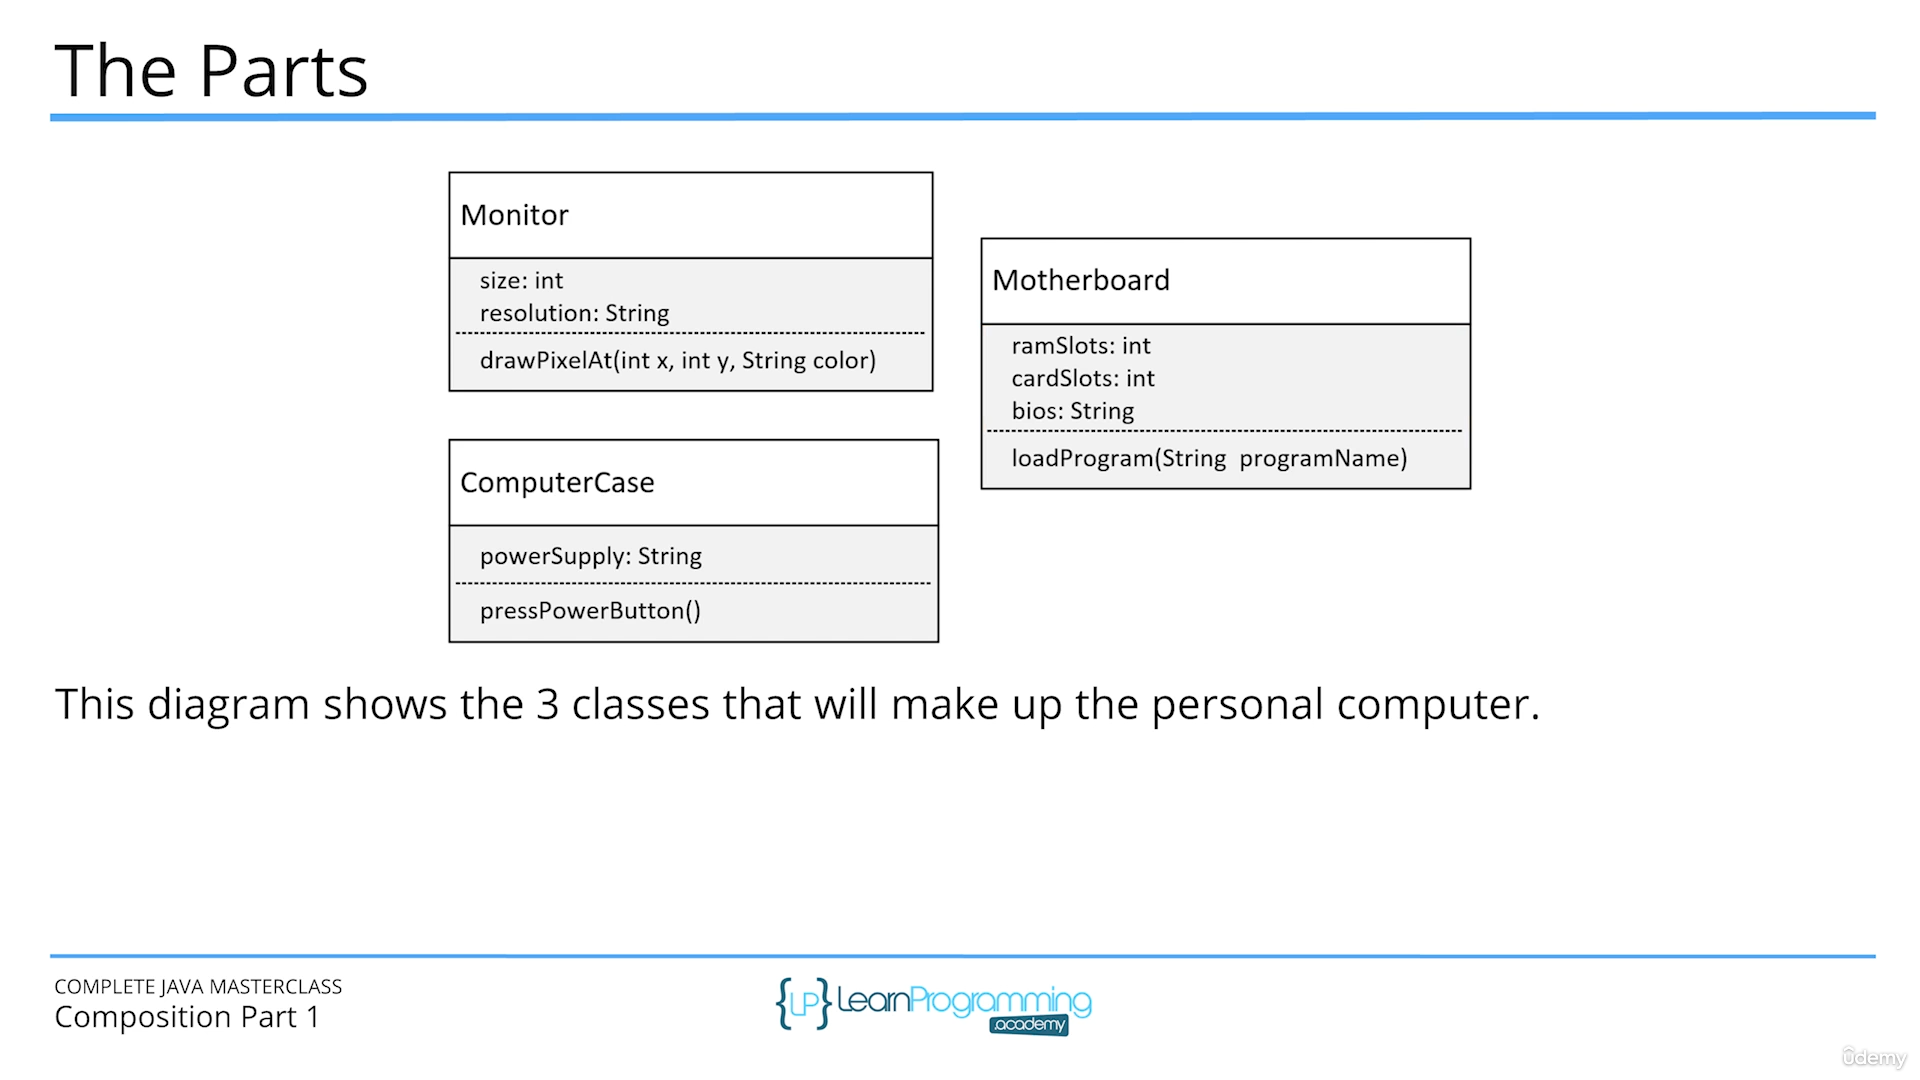 The Parts
Monitor
size: int
resolution: String
drawPixelAt(int x, int y, String color)
Motherboard
ramSlots: int
cardSlots: int
bios: String
loadProgram(String programName)
ComputerCase
powerSupply: String
pressPowerButton()
This diagram shows the 3 classes that will make up the personal computer.
COMPLETE JAVA MASTERCLASS
Composition Part 1
{LP} LearnProgramming
.academy
ûdemy